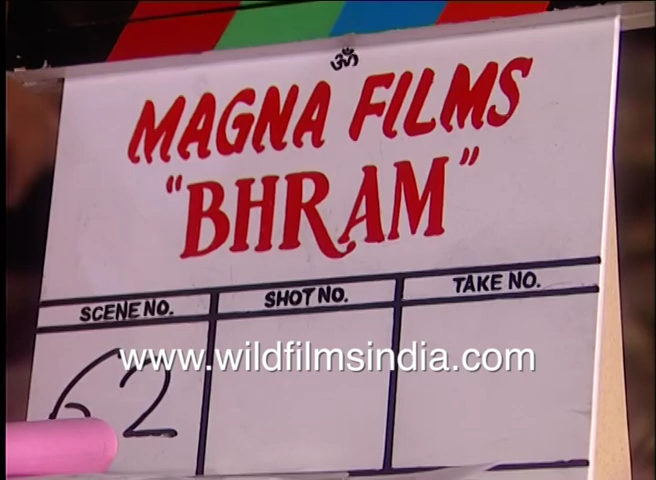 ॐ
MAGNA FILMS
"BHRAM"
SCENE NO. SHOT NO. TAKE NO.
62
www.wildfilmsindia.com